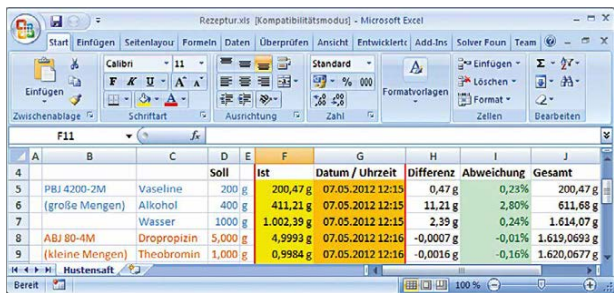 Rezeptur.xls [Kompatibilitätsmodus] - Microsoft Excel
Start Einfügen Seitenlayou Formeln Daten Überprüfen Ansicht Entwicklertc Add-Ins Solver Foun Team
Calibri 11 Standard Einfügen
F K U A A % 000 Löschen
Einfügen Formatvorlagen Format
Zwischenablage Schriftart Ausrichtung Zahl Zellen Bearbeiten
F11 fx
A B C D E F G H I J
4 Soll Ist Datum / Uhrzeit Differenz Abweichung Gesamt
5 PBJ 4200-2M Vaseline 200 g 200,47 g 07.05.2012 12:15 0,47 g 0,23% 200,47 g
6 (große Mengen) Alkohol 400 g 411,21 g 07.05.2012 12:15 11,21 g 2,80% 611,68 g
7 Wasser 1000 g 1.002,39 g 07.05.2012 12:15 2,39 g 0,24% 1.614,07 g
8 ABJ 80-4M Dropropizin 5,000 g 4,9993 g 07.05.2012 12:16 -0,0007 g -0,01% 1.619,0693 g
9 (kleine Mengen) Theobromin 1,000 g 0,9984 g 07.05.2012 12:16 -0,0016 g -0,16% 1.620,0677 g
Hustensaft
Bereit 100 %